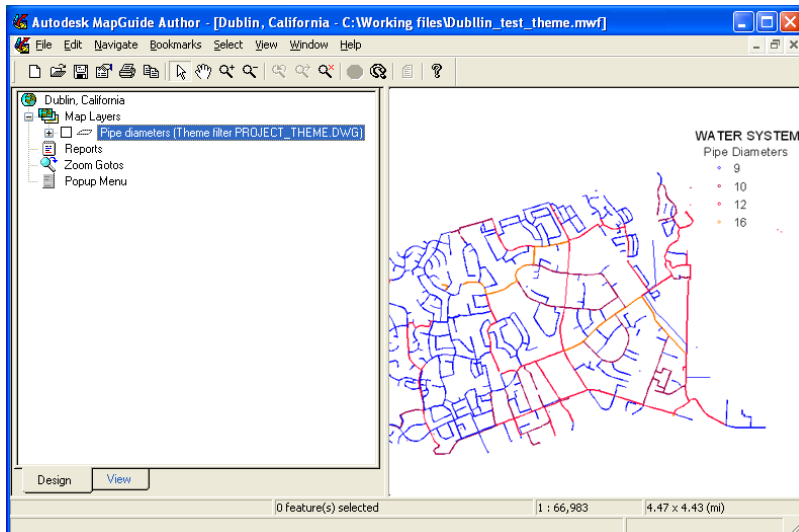 Autodesk MapGuide Author - [Dublin, California - C:\Working files\Dubllin_test_theme.mwf]
File Edit Navigate Bookmarks Select View Window Help
Dublin, California
Map Layers
Pipe diameters (Theme filter PROJECT_THEME.DWG)
Reports
Zoom Gotos
Popup Menu
WATER SYSTEM
Pipe Diameters
9
10
12
16
Design View
0 feature(s) selected 1 : 66,983 4.47 x 4.43 (mi)